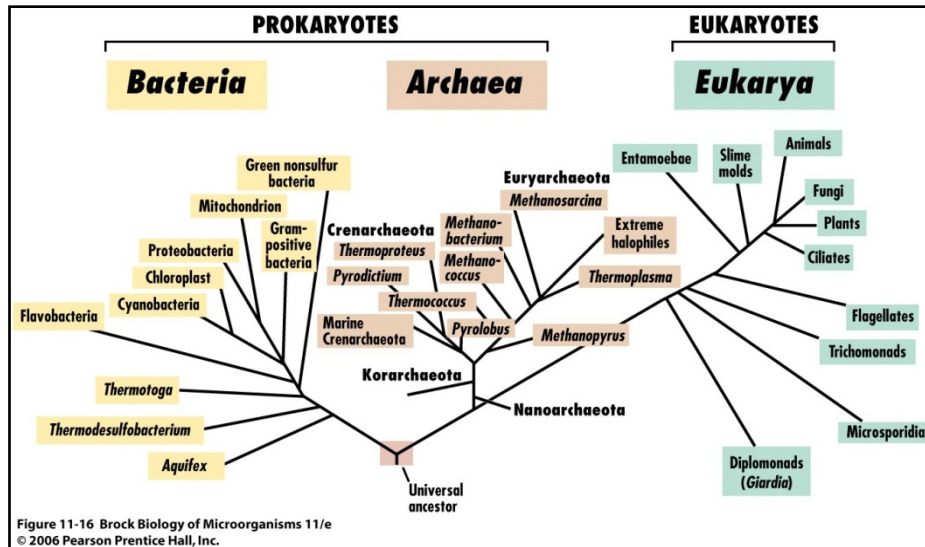 PROKARYOTES
EUKARYOTES
Bacteria
Archaea
Eukarya
Green nonsulfur
bacteria
Mitochondrion
Gram-
positive
bacteria
Proteobacteria
Chloroplast
Cyanobacteria
Flavobacteria
Thermotoga
Thermodesulfobacterium
Aquifex
Crenarchaeota
Thermoproteus
Pyrodictium
Thermococcus
Marine
Crenarchaeota
Pyrolobus
Korarchaeota
Euryarchaeota
Methanosarcina
Methano-
bacterium
Methano-
coccus
Extreme
halophiles
Thermoplasma
Methanopyrus
Nanoarchaeota
Universal
ancestor
Entamoebae
Slime
molds
Animals
Fungi
Plants
Ciliates
Flagellates
Trichomonads
Microsporidia
Diplomonads
(Giardia)
Figure 11-16 Brock Biology of Microorganisms 11/e
© 2006 Pearson Prentice Hall, Inc.